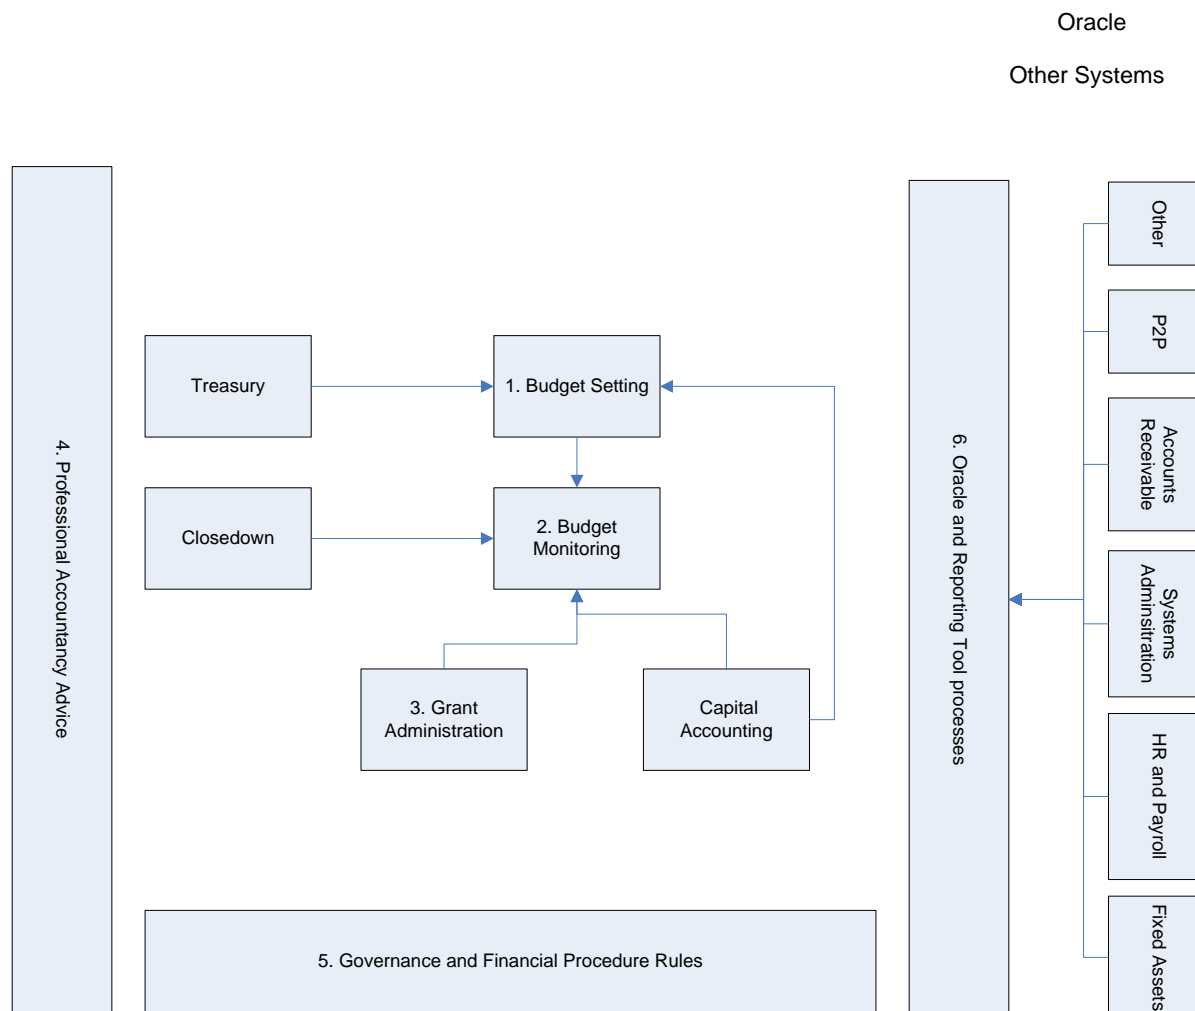 Oracle
Other Systems
4. Professional Accountancy Advice
Treasury
1. Budget Setting
Closedown
2. Budget
Monitoring
3. Grant
Administration
Capital
Accounting
5. Governance and Financial Procedure Rules
6. Oracle and Reporting Tool processes
Other
P2P
Accounts
Receivable
Systems
Adminsitration
HR and Payroll
Fixed Assets